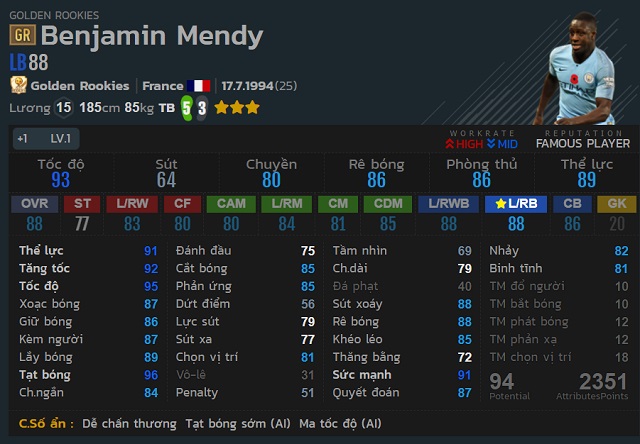 GOLDEN ROOKIES
GR Benjamin Mendy
LB 88
Golden Rookies France 17.7.1994(25)
Lương 15 185cm 85kg TB 5 3
+1 LV.1
WORKRATE HIGH MID REPUTATION FAMOUS PLAYER
Tốc độ Sút Chuyền Rê bóng Phòng thủ Thể lực
93 64 80 86 86 89
OVR ST L/RW CF CAM L/RM CM CDM L/RWB L/RB CB GK
88 77 83 80 80 84 81 85 88 88 86 20
Thể lực 91 Đánh đầu 75 Tầm nhìn 69 Nhảy 82
Tăng tốc 92 Cắt bóng 85 Ch.dài 79 Bình tĩnh 81
Tốc độ 95 Phản ứng 85 Đá phạt 40 TM đổ người 10
Xoạc bóng 87 Dứt điểm 56 Sút xoáy 88 TM bắt bóng 10
Giữ bóng 86 Lực sút 79 Rê bóng 88 TM phát bóng 12
Kèm người 87 Sút xa 77 Khéo léo 85 TM phản xạ 12
Lấy bóng 89 Chọn vị trí 81 Thăng bằng 72 TM chọn vị trí 18
Tạt bóng 96 Vô-lê 31 Sức mạnh 91
Ch.ngắn 84 Penalty 51 Quyết đoán 87
94 Potential 2351 AttributesPoints
C.Số ẩn : Dễ chấn thương Tạt bóng sớm (AI) Ma tốc độ (AI)